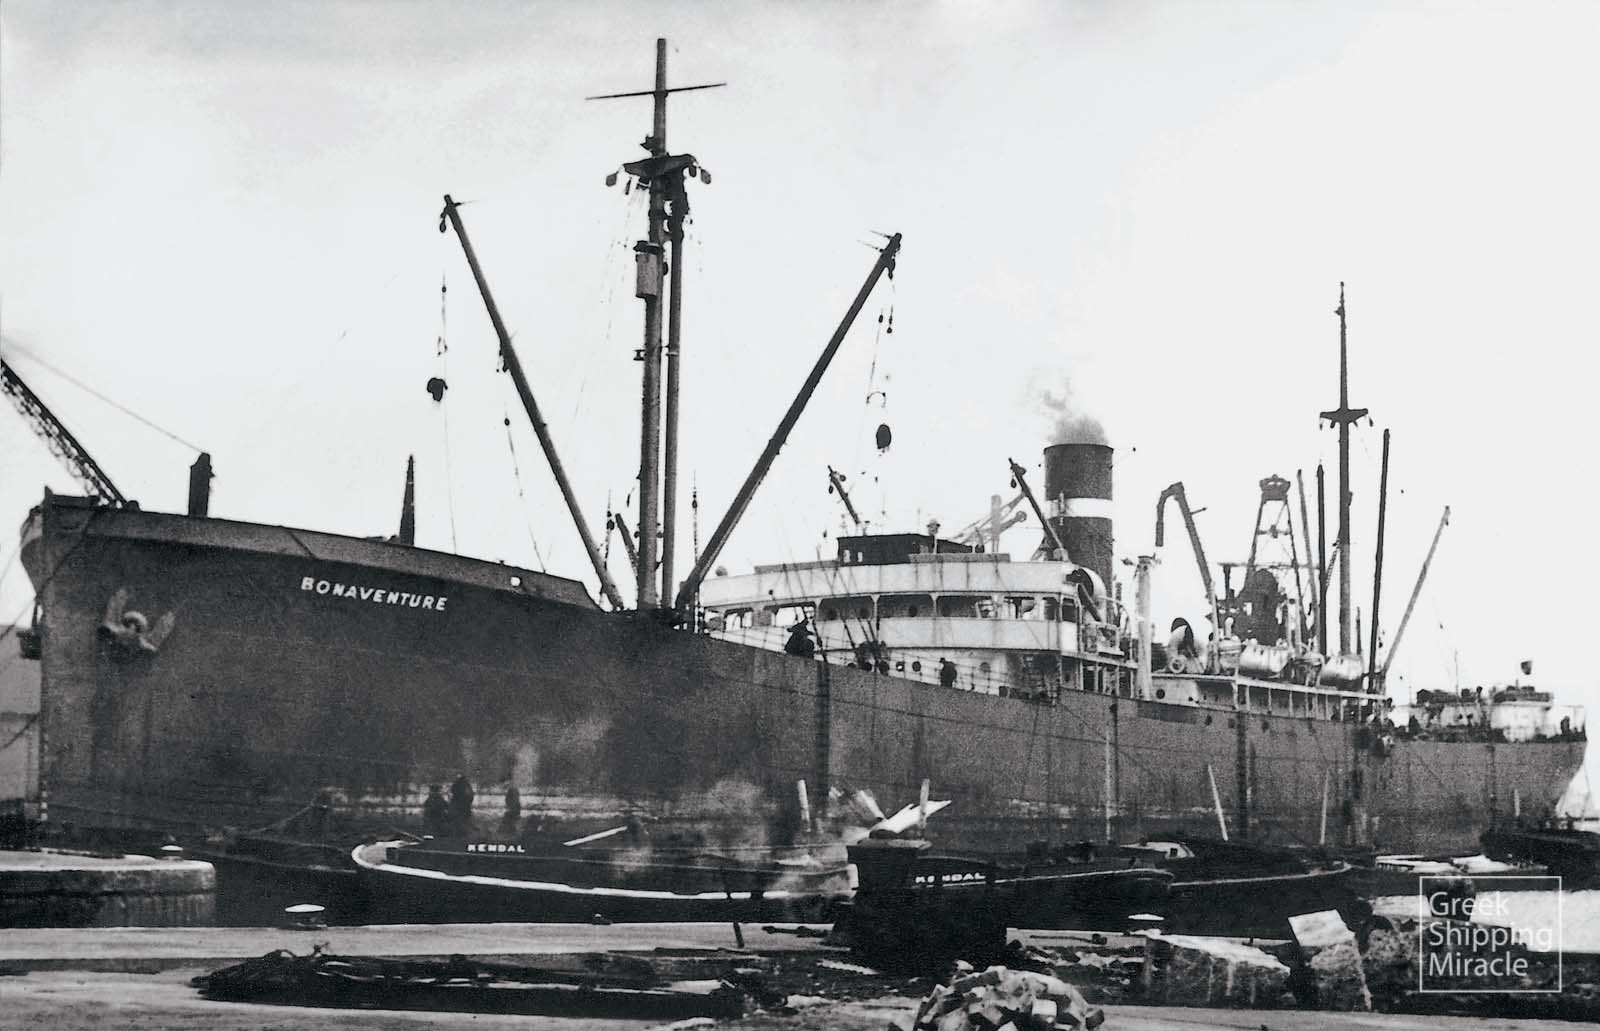 BONAVENTURE
KENDAL
KENDAL
Greek
Shipping
Miracle